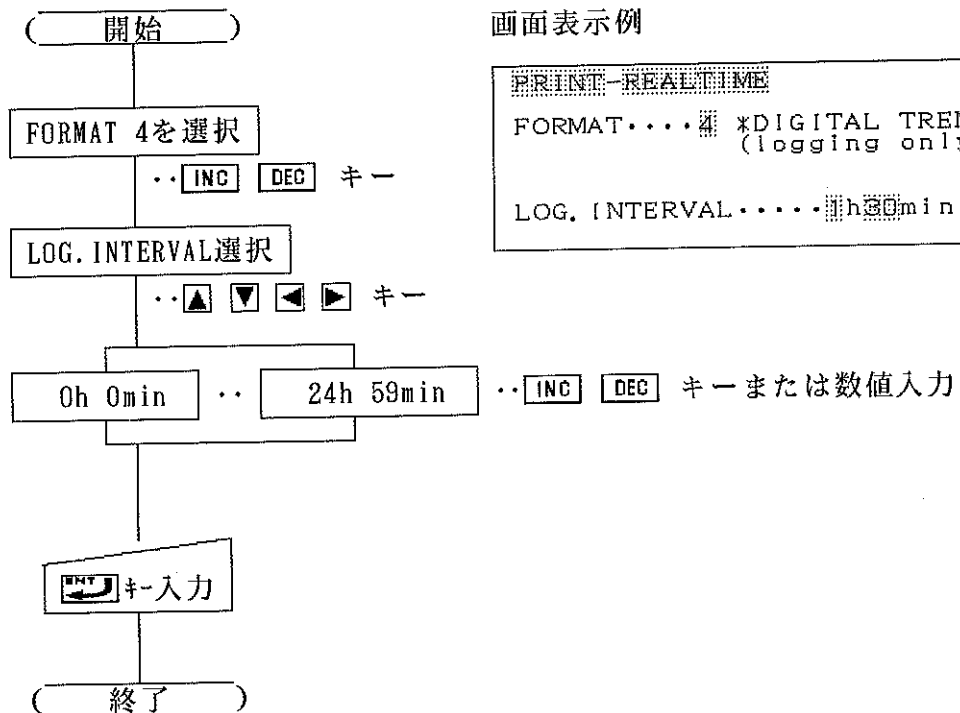 開始
FORMAT 4を選択
‥INC DEC キー
LOG.INTERVAL選択
‥▲ ▼ ◀ ▶ キー
0h 0min ‥ 24h 59min ‥INC DEC キーまたは数値入力
ENT キー入力
終了
画面表示例
PRINT-REALTIME
FORMAT････4 *DIGITAL TREN
(logging only
LOG. INTERVAL･････1h30min